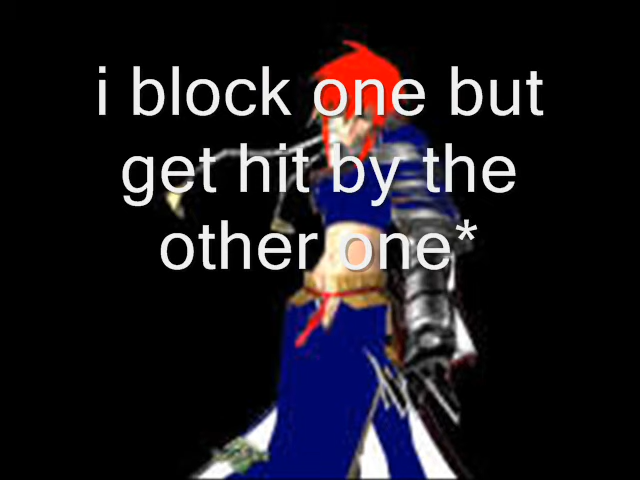 i block one but
get hit by the
other one*